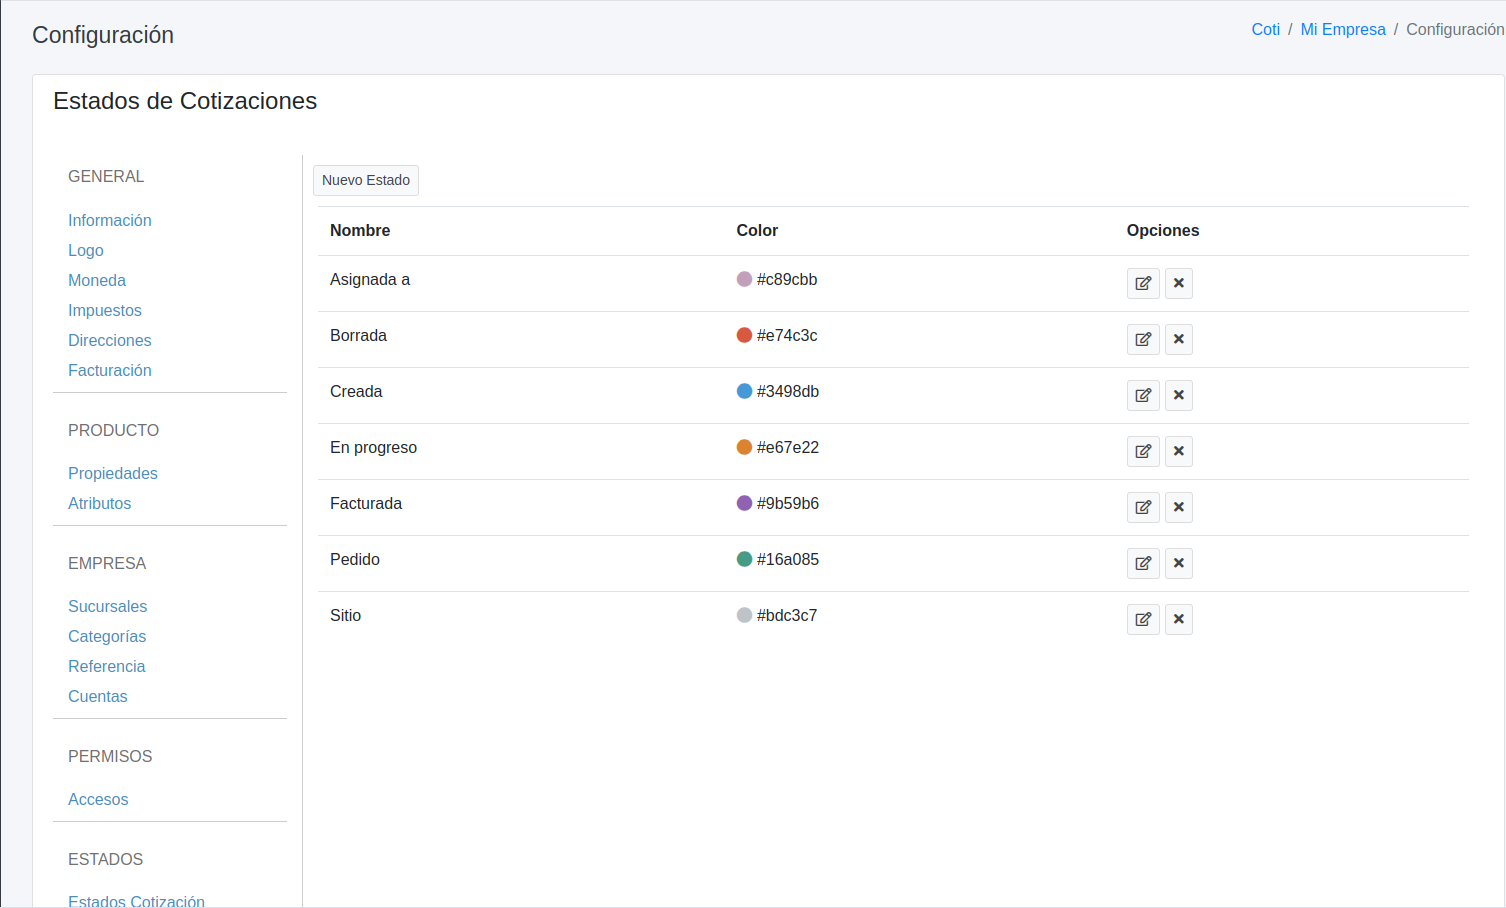 Configuración
Coti / Mi Empresa / Configuración
Estados de Cotizaciones
GENERAL
Información
Logo
Moneda
Impuestos
Direcciones
Facturación
PRODUCTO
Propiedades
Atributos
EMPRESA
Sucursales
Categorías
Referencia
Cuentas
PERMISOS
Accesos
ESTADOS
Estados Cotización
Nuevo Estado
Nombre Color Opciones
Asignada a #c89cbb
Borrada #e74c3c
Creada #3498db
En progreso #e67e22
Facturada #9b59b6
Pedido #16a085
Sitio #bdc3c7